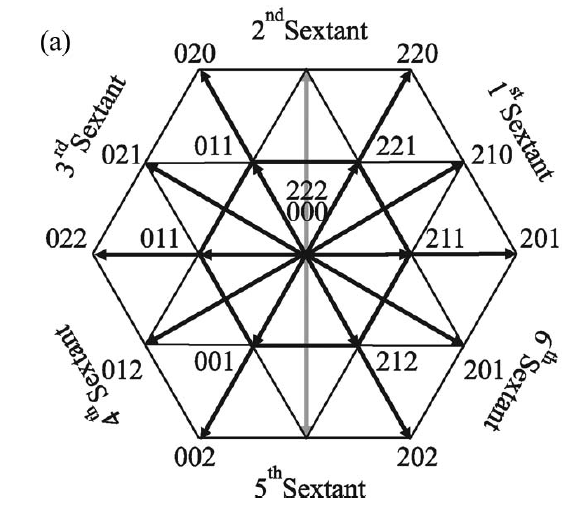 (a)
2nd Sextant
020
220
3rd Sextant
1st Sextant
021
011
221
210
222
000
022
011
211
201
012
001
212
201
4th Sextant
6th Sextant
002
202
5th Sextant